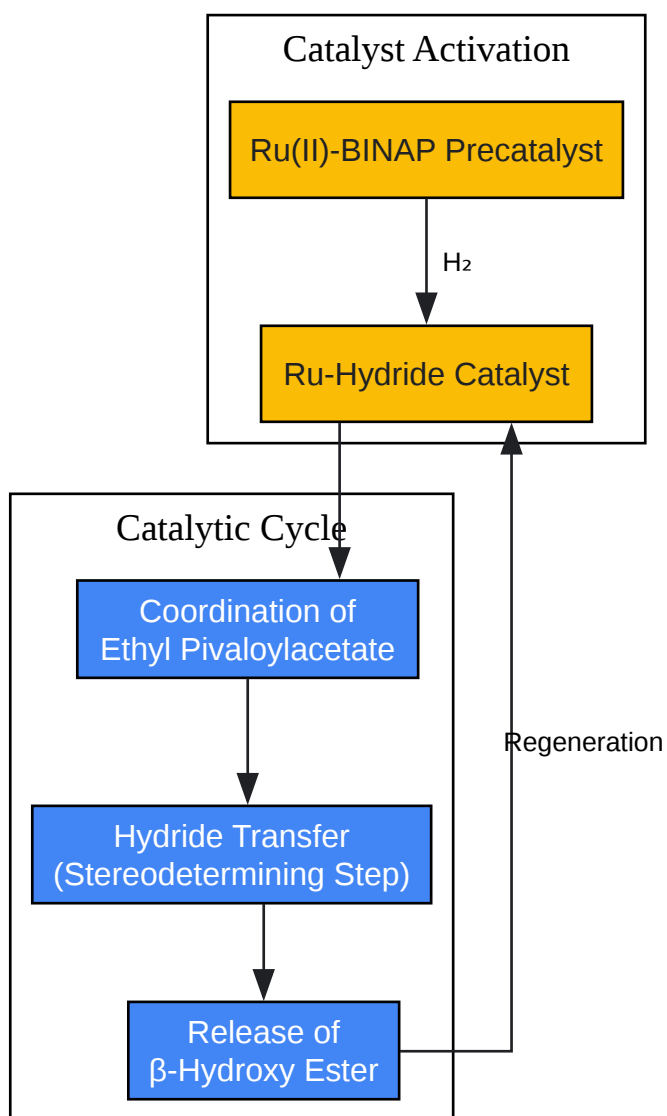 Catalyst Activation
Ru(II)-BINAP Precatalyst
H₂
Ru-Hydride Catalyst
Catalytic Cycle
Coordination of
Ethyl Pivaloylacetate
Regeneration
Hydride Transfer
(Stereodetermining Step)
Release of
β-Hydroxy Ester